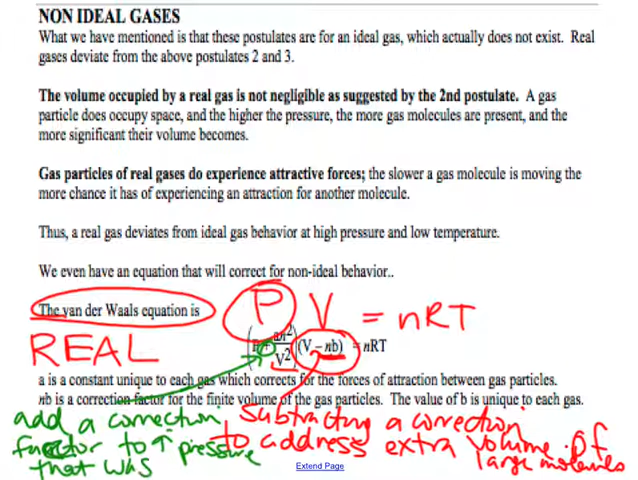 NON IDEAL GASES
What we have mentioned is that these postulates are for an ideal gas, which actually does not exist. Real
gases deviate from the above postulates 2 and 3.
The volume occupied by a real gas is not negligible as suggested by the 2nd postulate. A gas
particle does occupy space, and the higher the pressure, the more gas molecules are present, and the
more significant their volume becomes.
Gas particles of real gases do experience attractive forces; the slower a gas molecule is moving the
more chance it has of experiencing an attraction for another molecule.
Thus, a real gas deviates from ideal gas behavior at high pressure and low temperature.
We even have an equation that will correct for non-ideal behavior..
The van der Waals equation is
P V = nRT
REAL
(P + an²/V²)(V – nb) = nRT
a is a constant unique to each gas which corrects for the forces of attraction between gas particles.
nb is a correction factor for the finite volume of the gas particles. The value of b is unique to each gas.
add a correction
factor to ↑ pressure
that was
subtracting a correction
to address extra volume of
large molecules
Extend Page